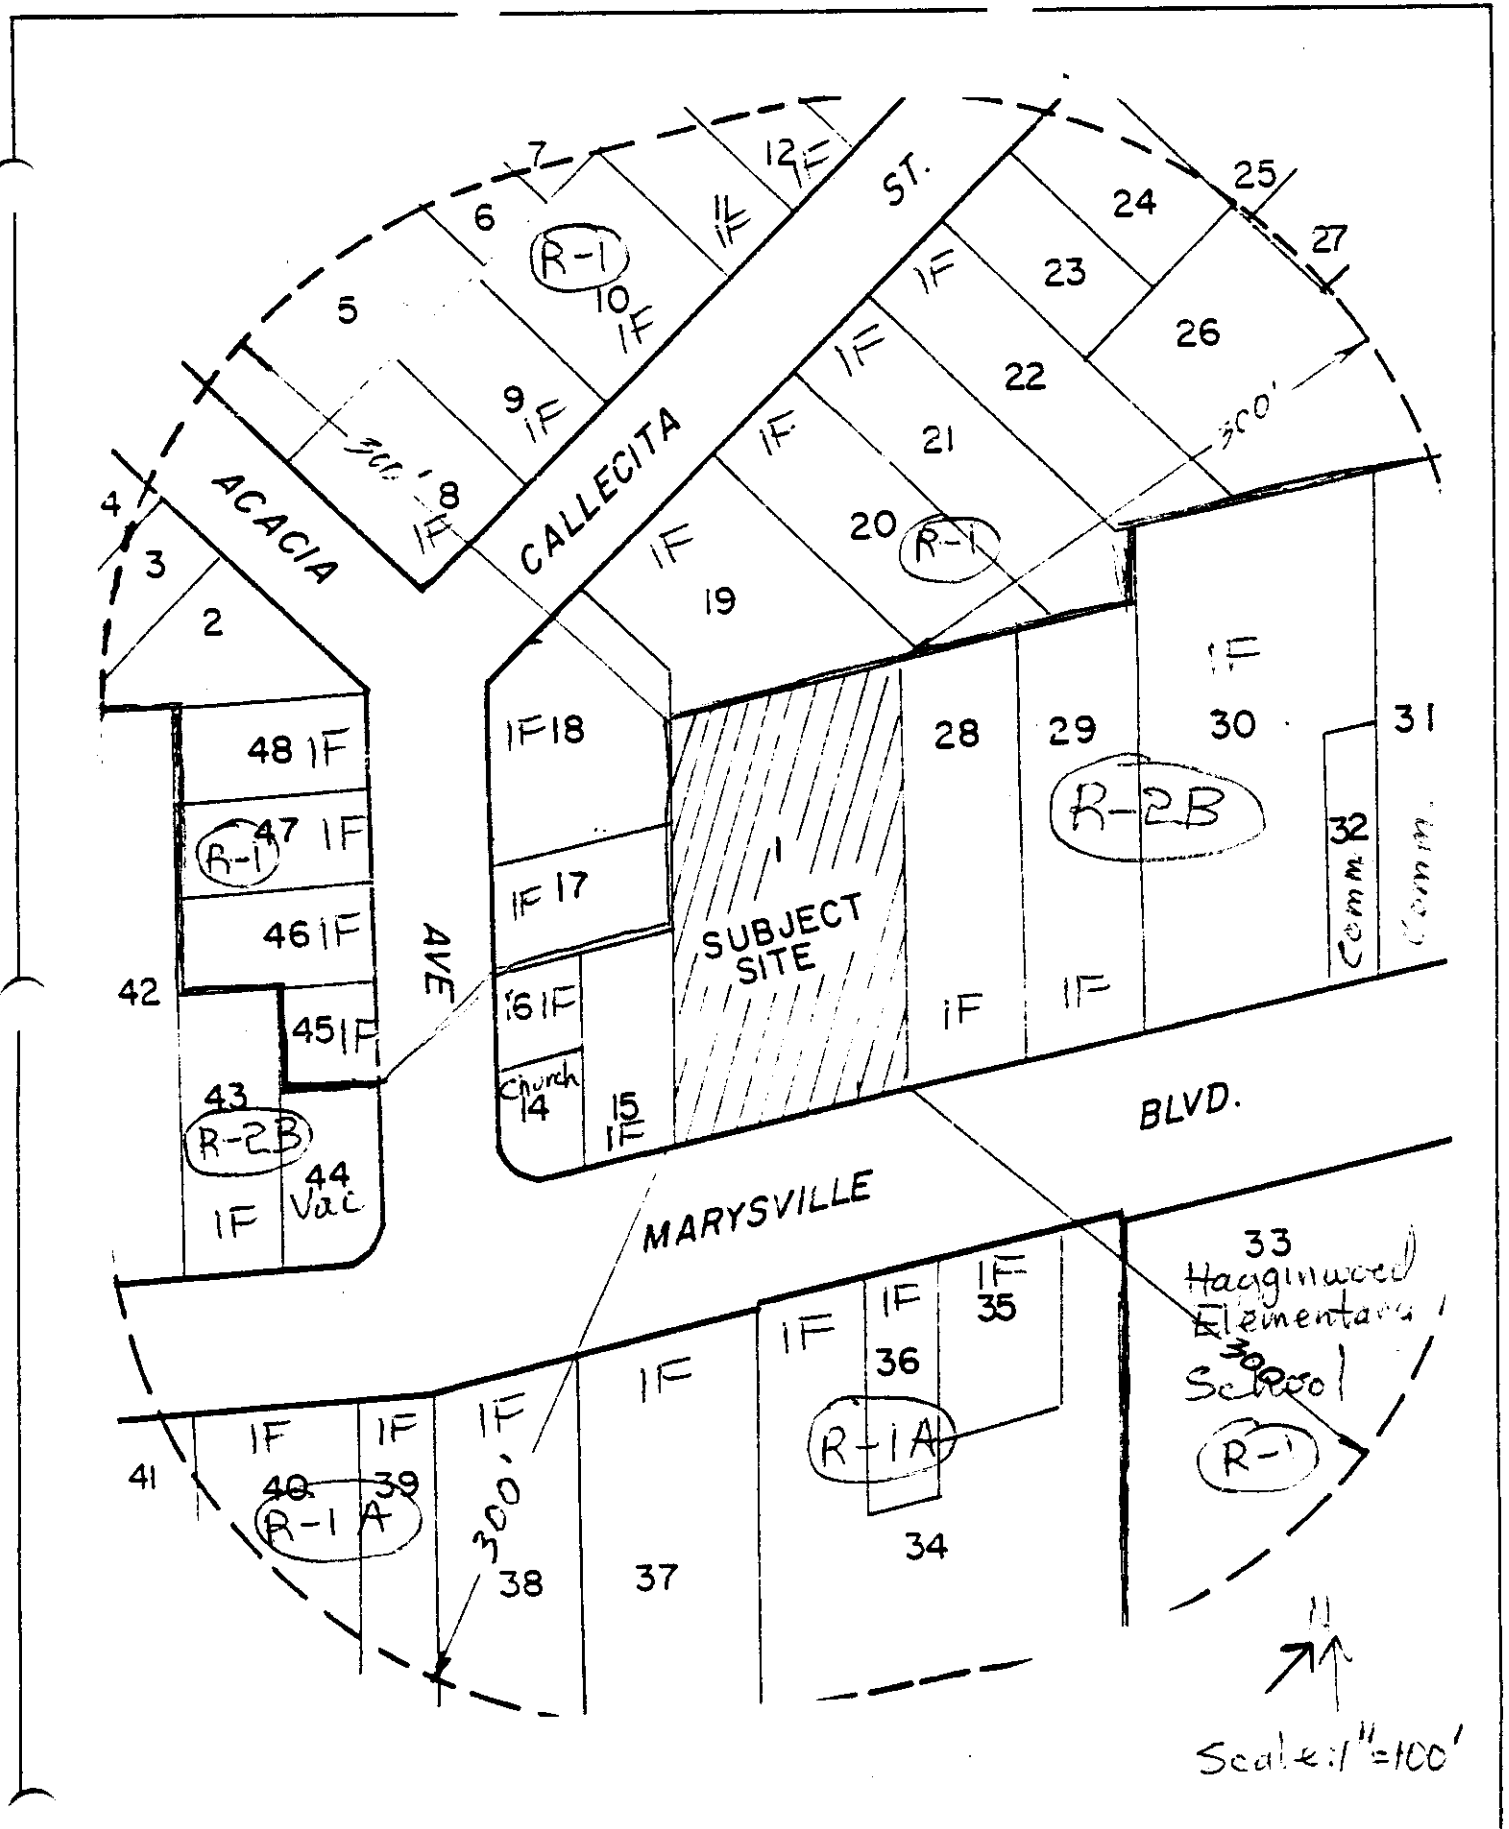 7
12
1F
ST.
25
24
6
11
1F
R-1
27
1F
23
5
10
1F
26
1F
22
9
1F
300'
1F
21
300'
8
1F
ACACIA
CALLECITA
4
3
20
R-1
1F
19
2
1F
30
31
1F 18
28
29
48 1F
R-2B
47 1F
R-1
32
Comm
Comm
1
1F 17
SUBJECT
SITE
46 1F
AVE
42
16 1F
1F
1F
45 1F
Church
14
15
1F
43
R-2B
44
Vac
1F
BLVD.
MARYSVILLE
33
Hagginwood
Elementary
School
300'
R-1
1F
35
1F
36
1F
R-1A
34
1F
37
1F
300'
38
1F
39
1F
40
R-1A
41
N
Scale: 1"=100'